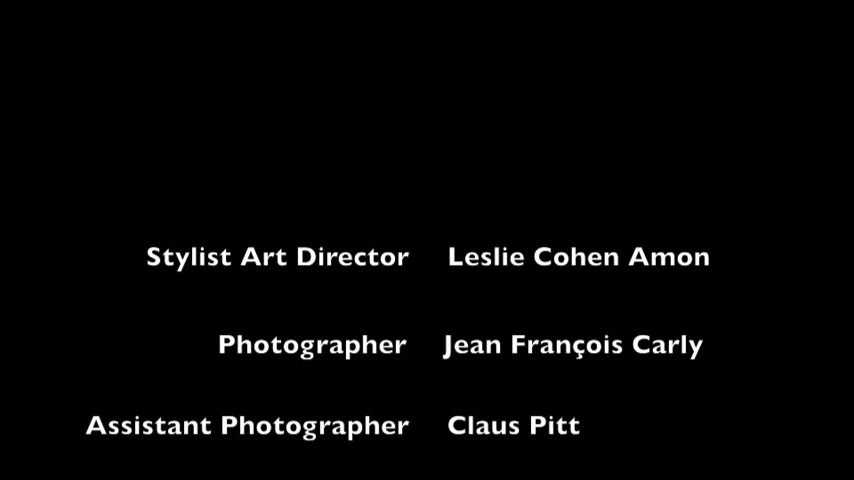 Stylist Art Director Leslie Cohen Amon
Photographer Jean François Carly
Assistant Photographer Claus Pitt